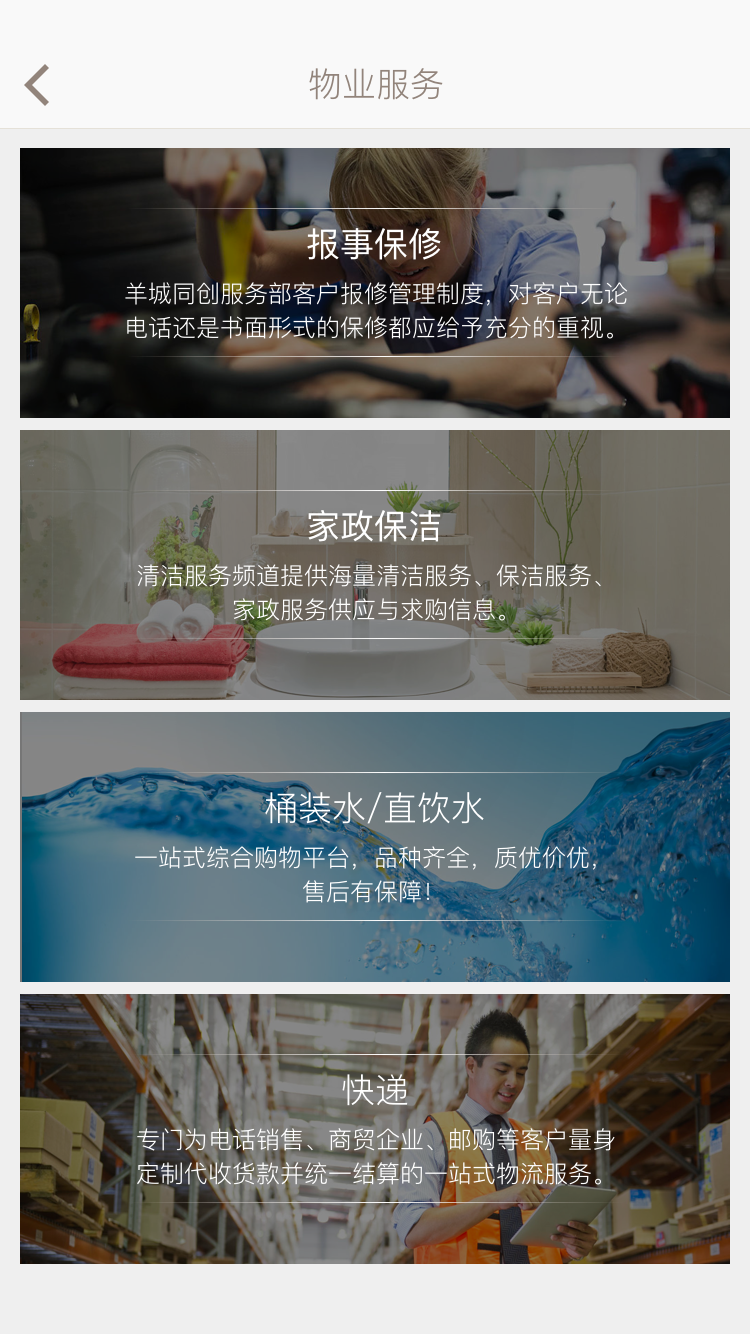 物业服务
报事保修
羊城同创服务部客户报修管理制度，对客户无论
电话还是书面形式的保修都应给予充分的重视。
家政保洁
清洁服务频道提供海量清洁服务、保洁服务、
家政服务供应与求购信息。
桶装水/直饮水
一站式综合购物平台，品种齐全，质优价优，
售后有保障！
快递
专门为电话销售、商贸企业、邮购等客户量身
定制代收货款并统一结算的一站式物流服务。